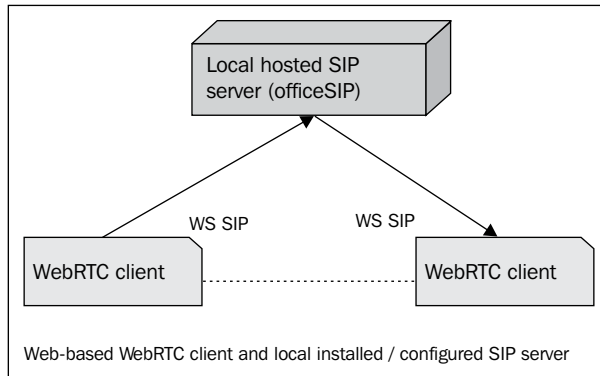 Local hosted SIP
server (officeSIP)
WS SIP
WS SIP
WebRTC client
WebRTC client
Web-based WebRTC client and local installed / configured SIP server